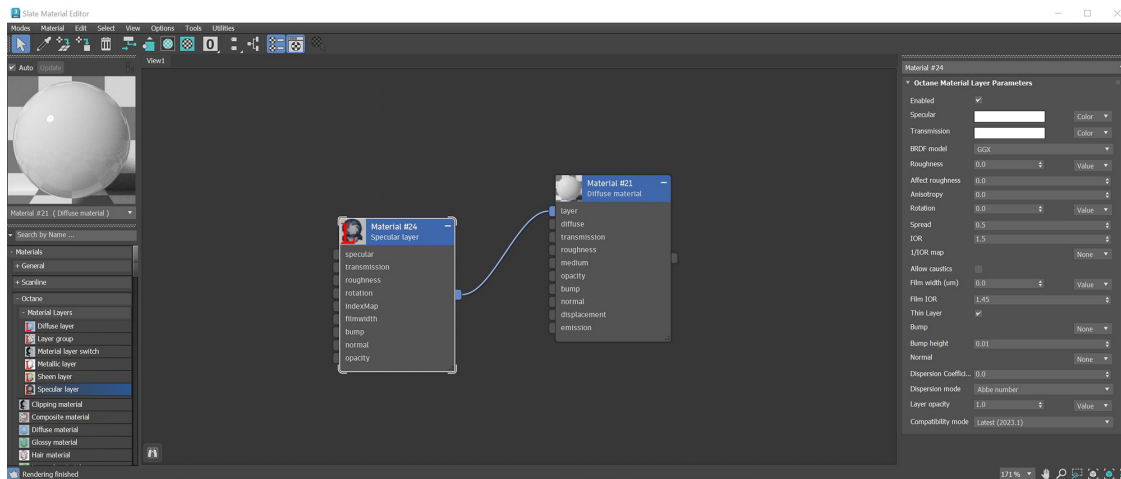 Slate Material Editor
Modes Material Edit Select View Options Tools Utilities
0
Auto Update
Material #21 ( Diffuse material )
Search by Name ...
- Materials
+ General
+ Scanline
- Octane
- Material Layers
Diffuse layer
Layer group
Material layer switch
Metallic layer
Sheen layer
Specular layer
Clipping material
Composite material
Diffuse material
Glossy material
Hair material
Rendering finished
View1
Material #24
Specular layer
specular
transmission
roughness
rotation
indexMap
filmwidth
bump
normal
opacity
Material #21
Diffuse material
layer
diffuse
transmission
roughness
medium
opacity
bump
normal
displacement
emission
Material #24
Octane Material Layer Parameters
Enabled
Specular Color
Transmission Color
BRDF model GGX
Roughness 0.0 Value
Affect roughness 0.0
Anisotropy 0.0
Rotation 0.0 Value
Spread 0.5
IOR 1.5
1/IOR map None
Allow caustics
Film width (um) 0.0 Value
Film IOR 1.45
Thin Layer
Bump None
Bump height 0.01
Normal None
Dispersion Coeffici... 0.0
Dispersion mode Abbe number
Layer opacity 1.0 Value
Compatibility mode Latest (2023.1)
171%